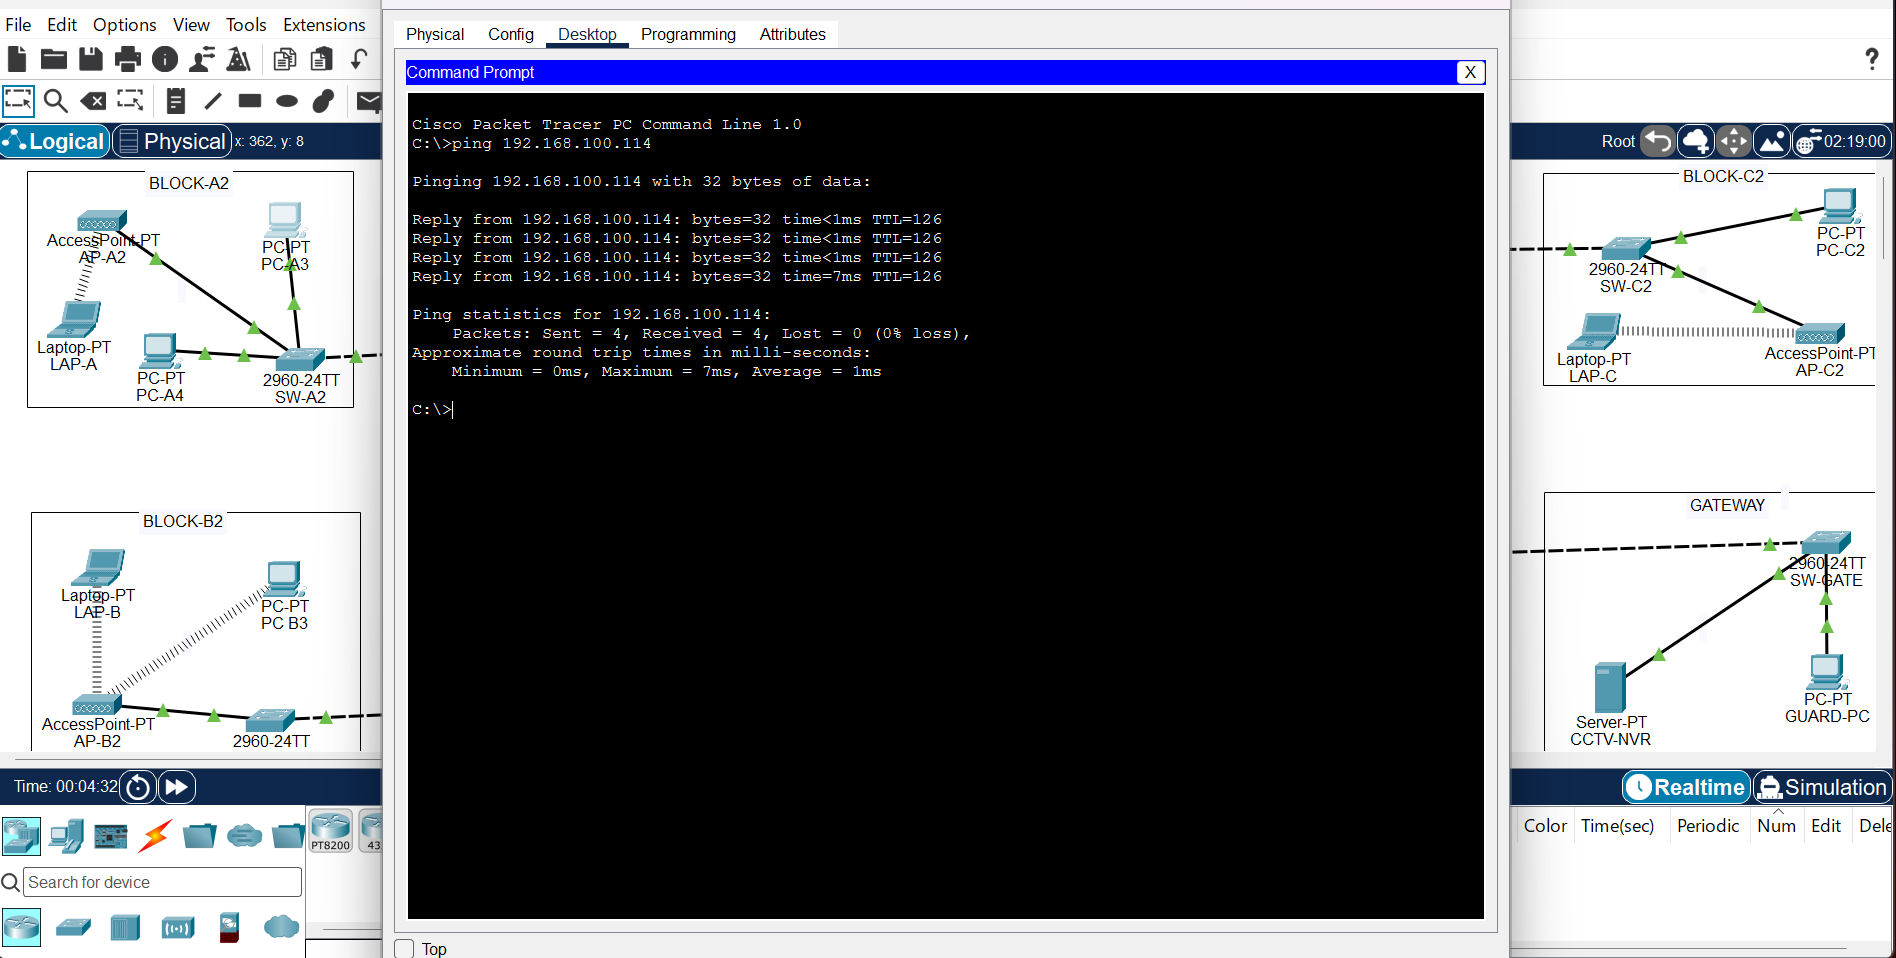 File Edit Options View Tools Extensions
Physical Config Desktop Programming Attributes
Command Prompt
X
?
Logical
Physical
x: 362, y: 8
Root
02:19:00
Cisco Packet Tracer PC Command Line 1.0
C:\>ping 192.168.100.114
Pinging 192.168.100.114 with 32 bytes of data:
Reply from 192.168.100.114: bytes=32 time<1ms TTL=126
Reply from 192.168.100.114: bytes=32 time<1ms TTL=126
Reply from 192.168.100.114: bytes=32 time<1ms TTL=126
Reply from 192.168.100.114: bytes=32 time=7ms TTL=126
Ping statistics for 192.168.100.114:
Packets: Sent = 4, Received = 4, Lost = 0 (0% loss),
Approximate round trip times in milli-seconds:
Minimum = 0ms, Maximum = 7ms, Average = 1ms
C:\>
BLOCK-A2
AccessPoint-PT
AP-A2
PC-PT
PC-A3
Laptop-PT
LAP-A
PC-PT
PC-A4
2960-24TT
SW-A2
BLOCK-B2
Laptop-PT
LAP-B
PC-PT
PC B3
AccessPoint-PT
AP-B2
2960-24TT
BLOCK-C2
PC-PT
PC-C2
2960-24TT
SW-C2
Laptop-PT
LAP-C
AccessPoint-PT
AP-C2
GATEWAY
2960-24TT
SW-GATE
Server-PT
CCTV-NVR
PC-PT
GUARD-PC
Time: 00:04:32
Realtime
Simulation
PT8200
43
Search for device
Color Time(sec) Periodic Num Edit Dele
Top